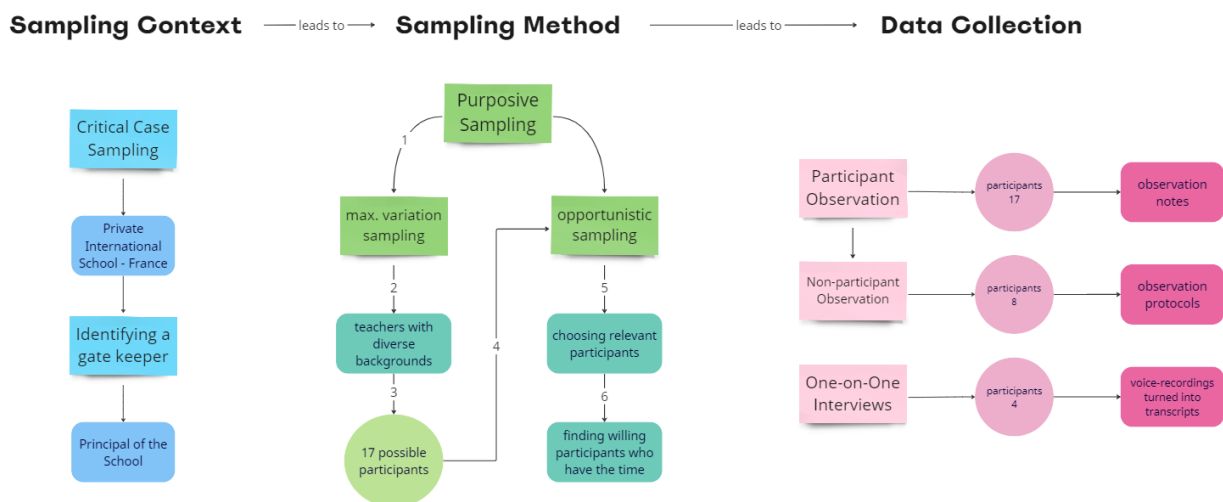 Sampling Context
leads to
Sampling Method
leads to
Data Collection
Critical Case
Sampling
Private
International
School - France
Identifying a
gate keeper
Principal of the
School
Purposive
Sampling
1
max. variation
sampling
2
teachers with
diverse
backgrounds
3
17 possible
participants
4
opportunistic
sampling
5
choosing relevant
participants
6
finding willing
participants who
have the time
Participant
Observation
participants
17
observation
notes
Non-participant
Observation
participants
8
observation
protocols
One-on-One
Interviews
participants
4
voice-recordings
turned into
transcripts